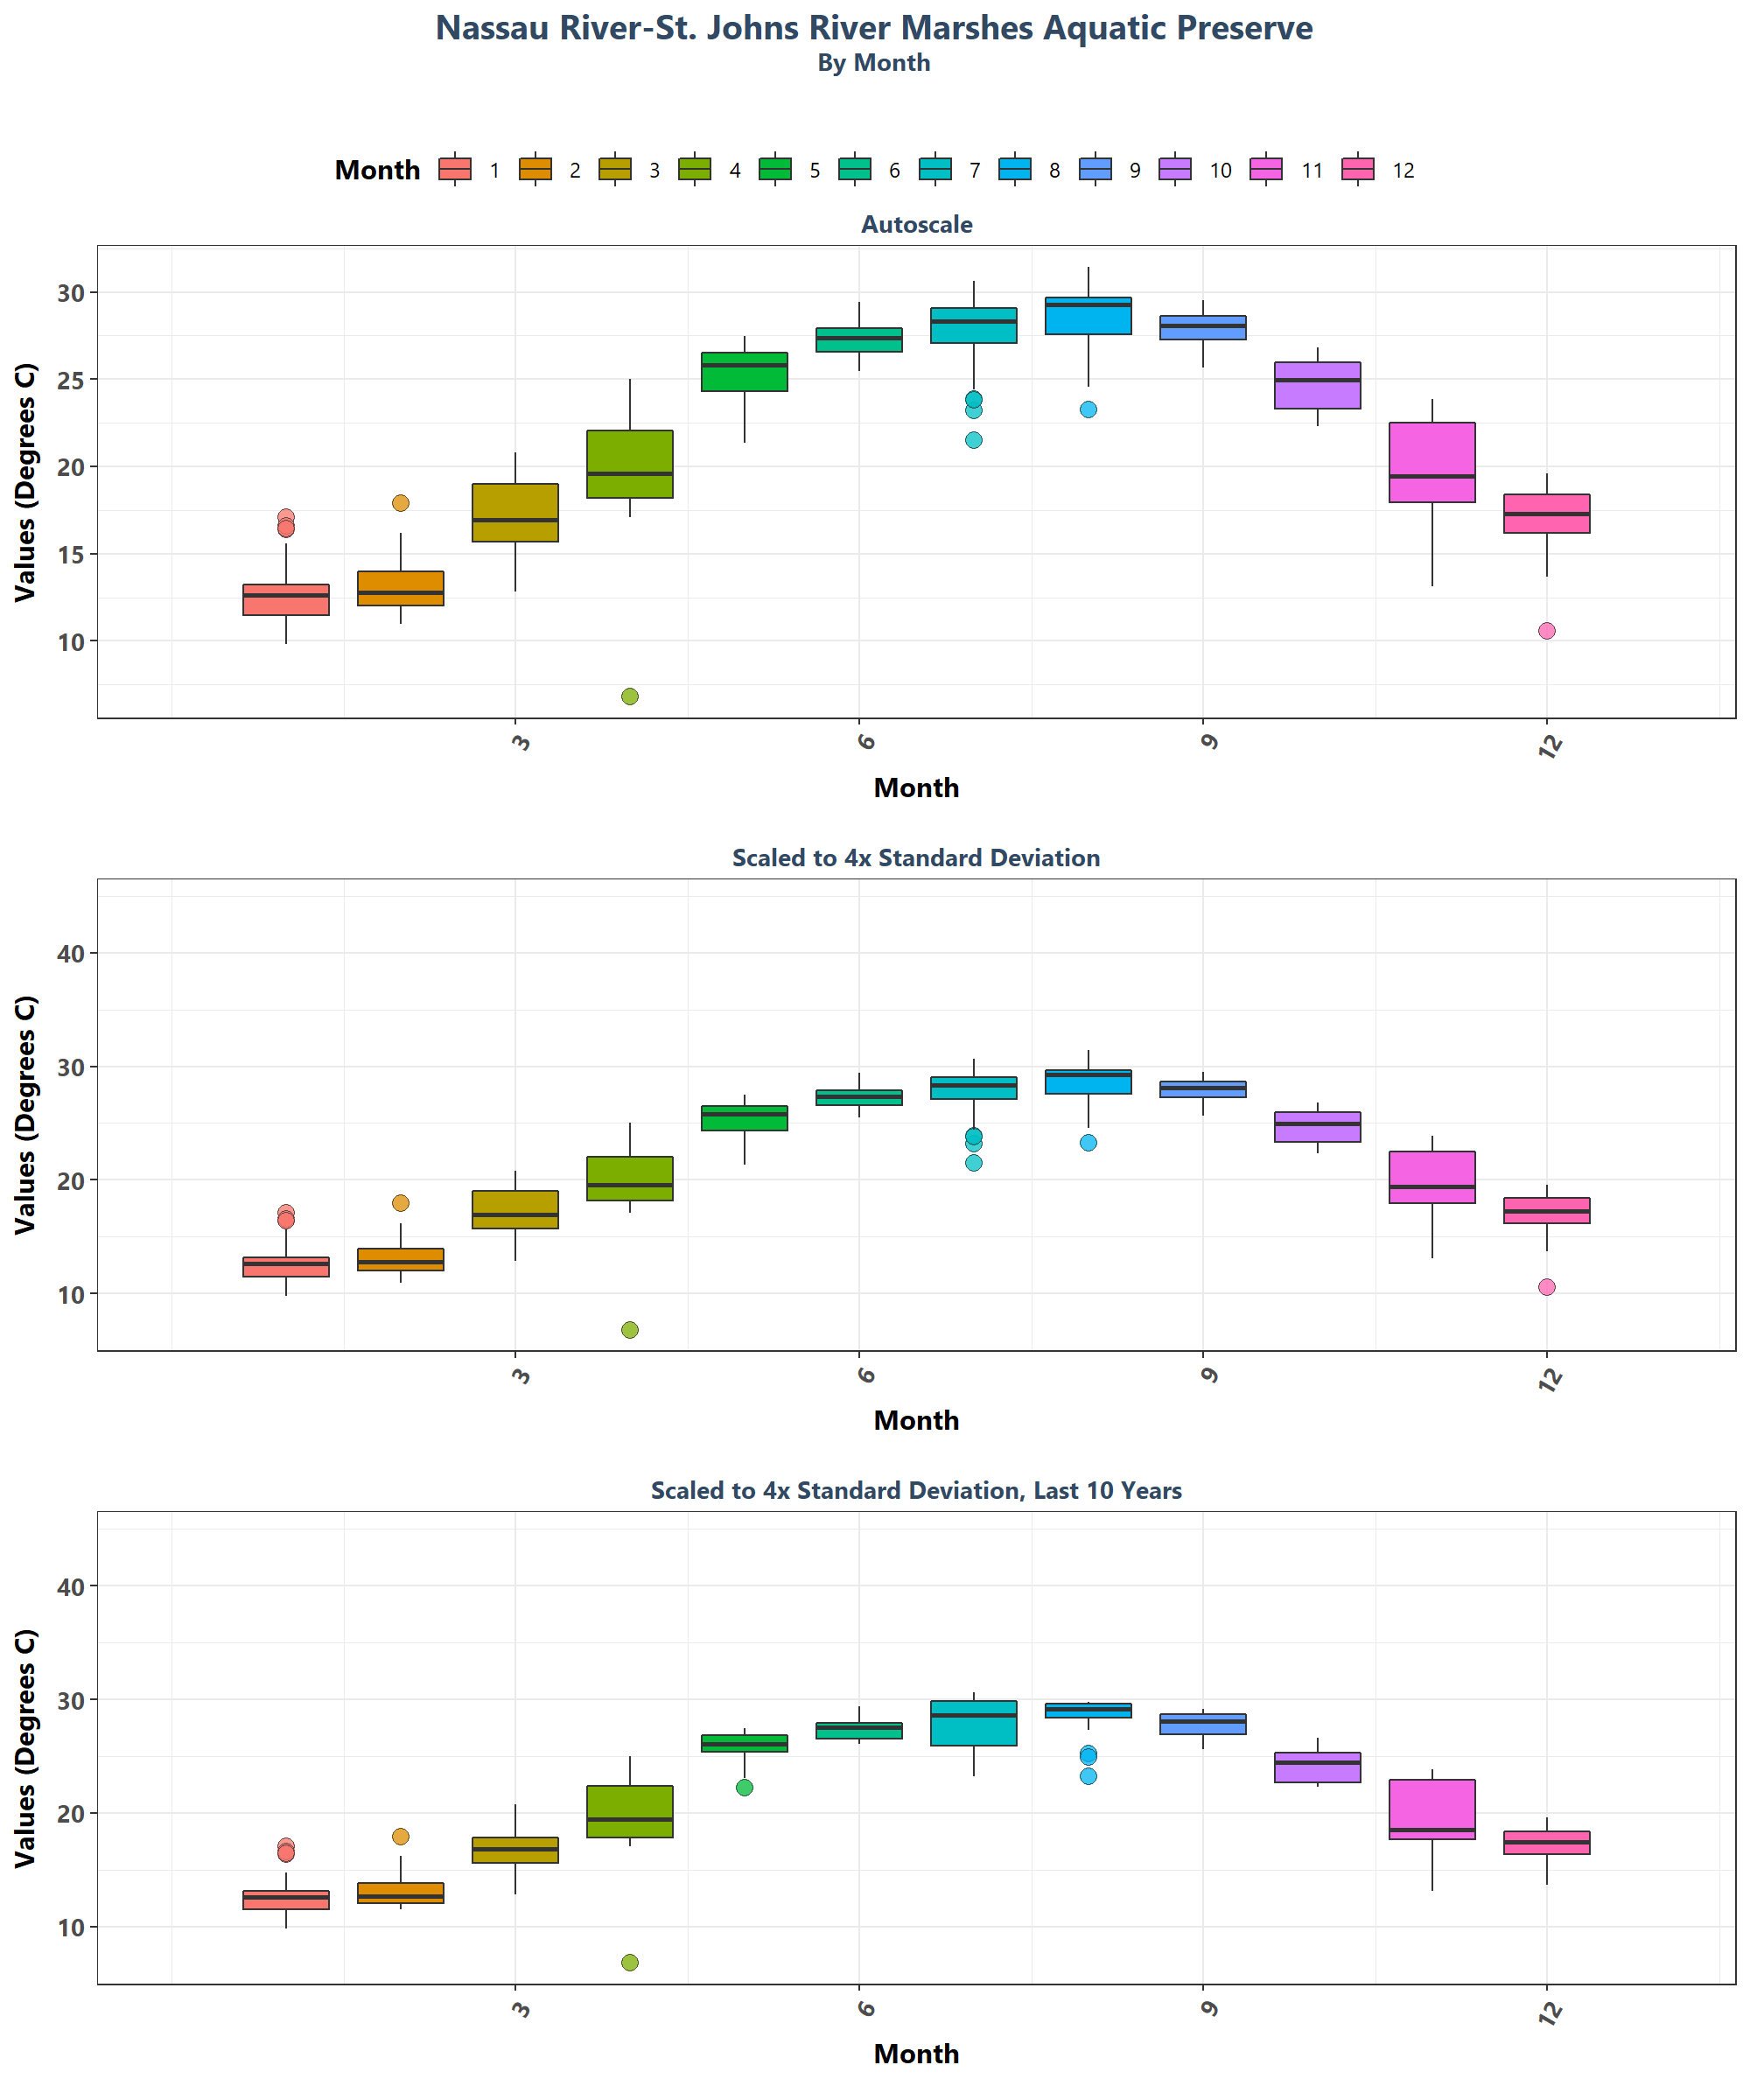 Nassau River-St. Johns River Marshes Aquatic Preserve
By Month
Month 1 2 3 4 5 6 7 8 9 10 11 12
Autoscale
Values (Degrees C)
30
25
20
15
10
3 6 9 12
Month
Scaled to 4x Standard Deviation
Values (Degrees C)
40
30
20
10
3 6 9 12
Month
Scaled to 4x Standard Deviation, Last 10 Years
Values (Degrees C)
40
30
20
10
3 6 9 12
Month